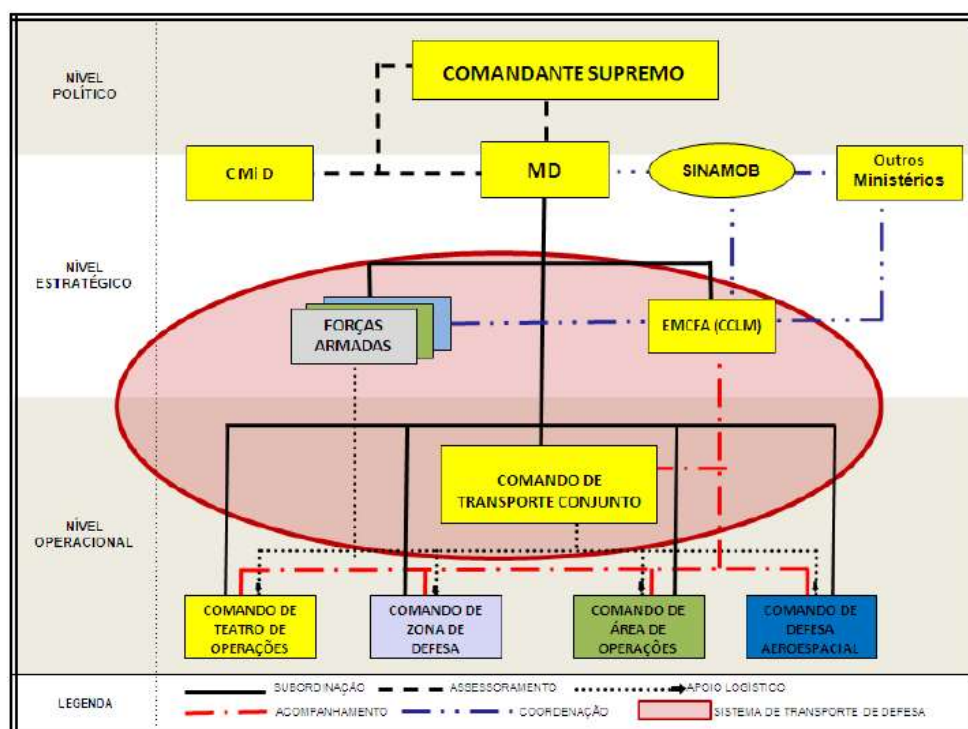 NÍVEL
POLÍTICO
COMANDANTE SUPREMO
CMiD
MD
SINAMOB
Outros
Ministérios
NÍVEL
ESTRATÉGICO
FORÇAS
ARMADAS
EMCFA (CCLM)
NÍVEL
OPERACIONAL
COMANDO DE
TRANSPORTE CONJUNTO
COMANDO DE
TEATRO DE
OPERAÇÕES
COMANDO DE
ZONA DE
DEFESA
COMANDO DE
ÁREA DE
OPERAÇÕES
COMANDO DE
DEFESA
AEROESPACIAL
LEGENDA
SUBORDINAÇÃO
ASSESSORAMENTO
APOIO LOGÍSTICO
ACOMPANHAMENTO
COORDENAÇÃO
SISTEMA DE TRANSPORTE DE DEFESA